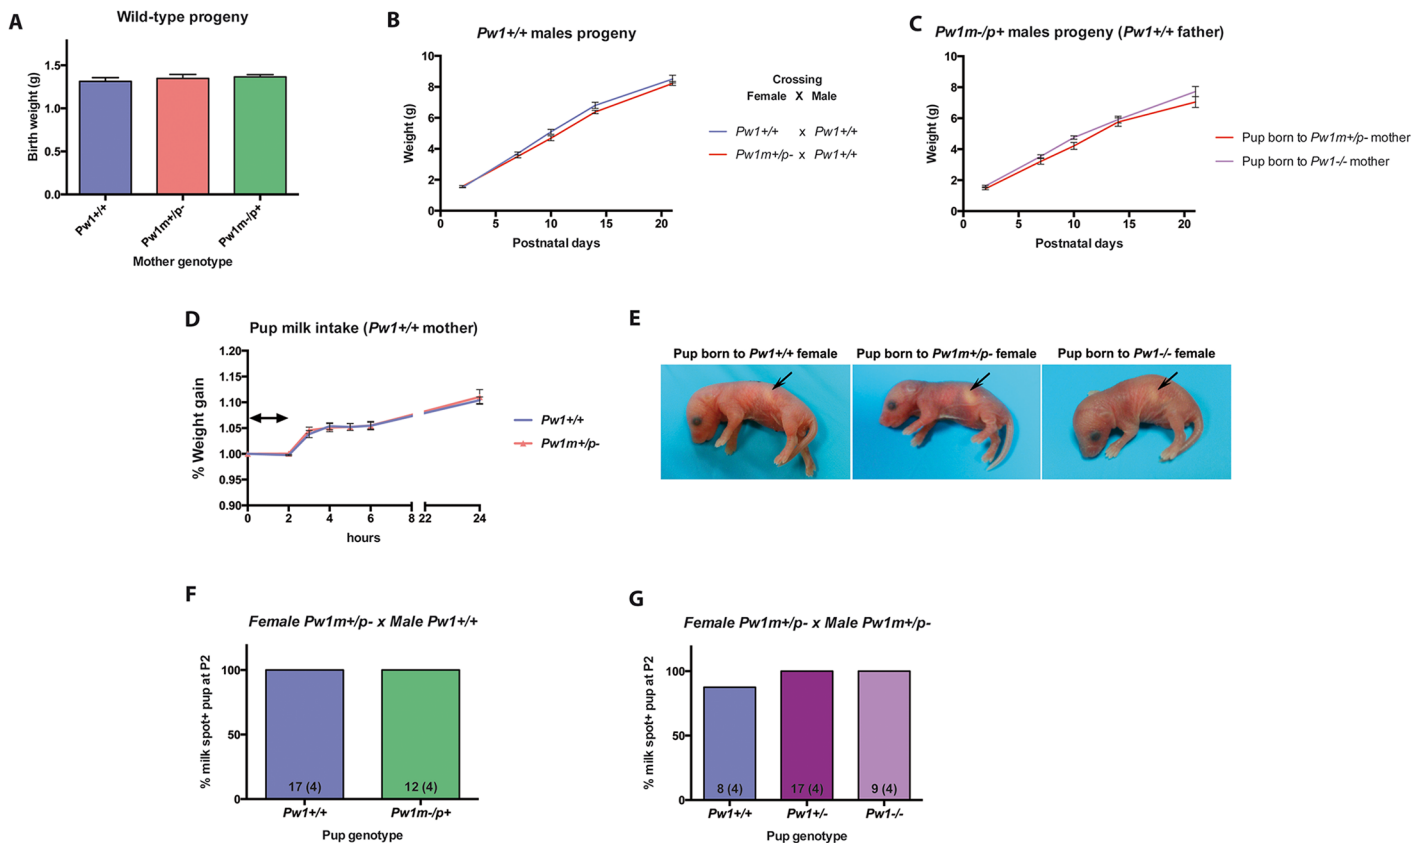 A
Wild-type progeny
Birth weight (g)
1.5
1.0
0.5
0.0
Pw1+/+
Pw1m+/p-
Pw1m-/p+
Mother genotype
B
Pw1+/+ males progeny
Weight (g)
10
8
6
4
2
0
0 5 10 15 20
Postnatal days
Crossing
Female X Male
Pw1+/+ x Pw1+/+
Pw1m+/p- x Pw1+/+
C
Pw1m-/p+ males progeny (Pw1+/+ father)
Weight (g)
10
8
6
4
2
0
0 5 10 15 20
Postnatal days
Pup born to Pw1m+/p- mother
Pup born to Pw1-/- mother
D
Pup milk intake (Pw1+/+ mother)
% Weight gain
1.20
1.15
1.10
1.05
1.00
0.95
0.90
0 2 4 6 8 22 24
hours
Pw1+/+
Pw1m+/p-
E
Pup born to Pw1+/+ female
Pup born to Pw1m+/p- female
Pup born to Pw1-/- female
F
Female Pw1m+/p- x Male Pw1+/+
% milk spot+ pup at P2
100
50
0
17 (4)
12 (4)
Pw1+/+
Pw1m-/p+
Pup genotype
G
Female Pw1m+/p- x Male Pw1m+/p-
% milk spot+ pup at P2
100
50
0
8 (4)
17 (4)
9 (4)
Pw1+/+
Pw1+/-
Pw1-/-
Pup genotype